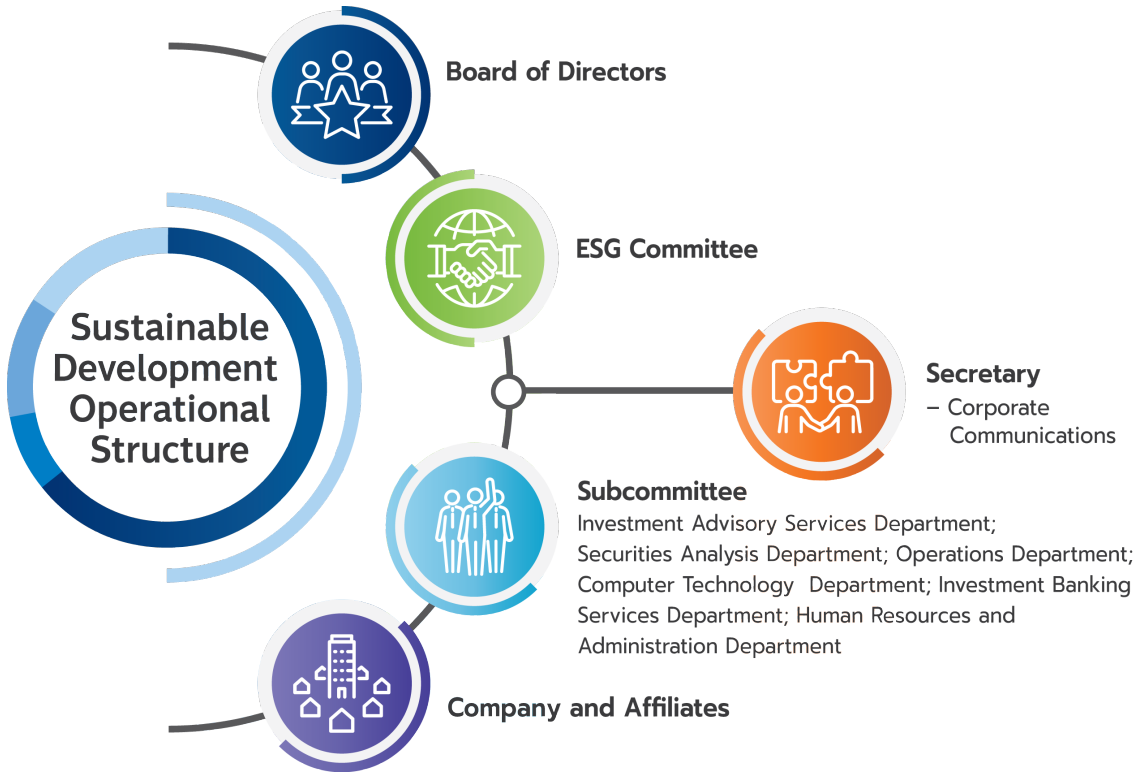 Board of Directors
ESG Committee
Sustainable
Development
Operational
Structure
Secretary
– Corporate
Communications
Subcommittee
Investment Advisory Services Department;
Securities Analysis Department; Operations Department;
Computer Technology Department; Investment Banking
Services Department; Human Resources and
Administration Department
Company and Affiliates